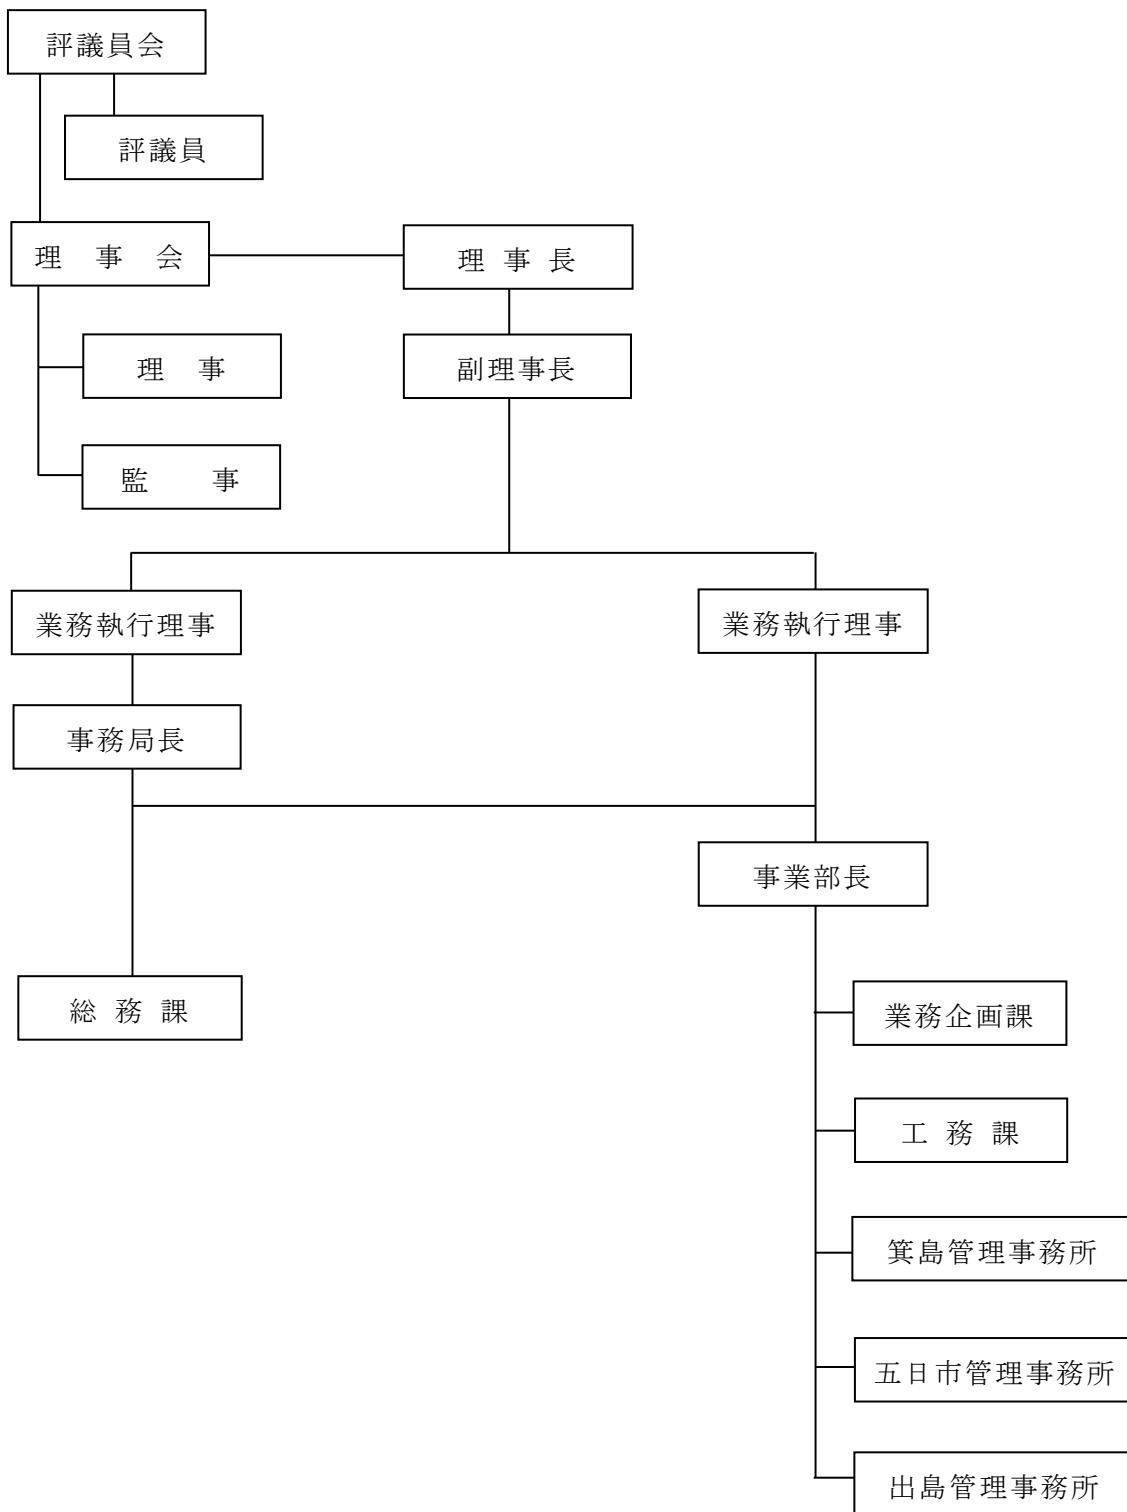 評議員会
評議員
理　事　会
理 事 長
理　事
副理事長
監　　事
業務執行理事
業務執行理事
事務局長
事業部長
総 務 課
業務企画課
工 務 課
箕島管理事務所
五日市管理事務所
出島管理事務所